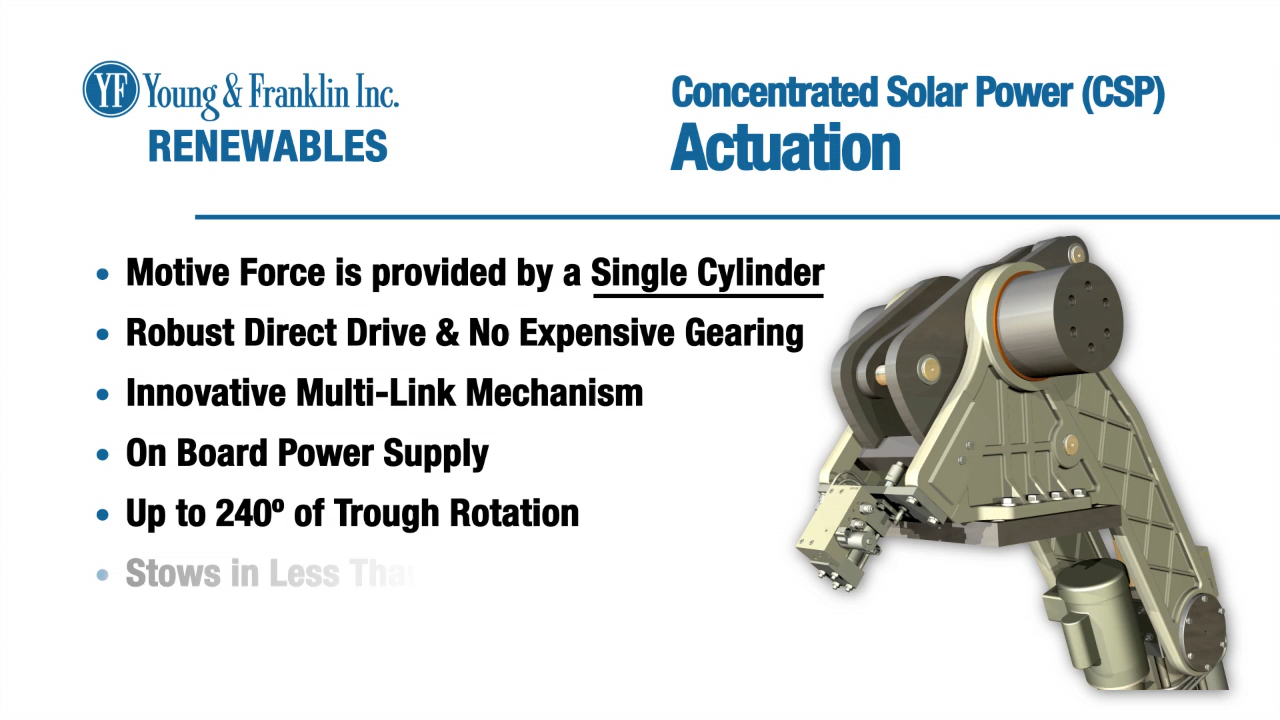 YF Young & Franklin Inc.
RENEWABLES
Concentrated Solar Power (CSP)
Actuation
• Motive Force is provided by a Single Cylinder
• Robust Direct Drive & No Expensive Gearing
• Innovative Multi-Link Mechanism
• On Board Power Supply
• Up to 240º of Trough Rotation
• Stows in Less Than